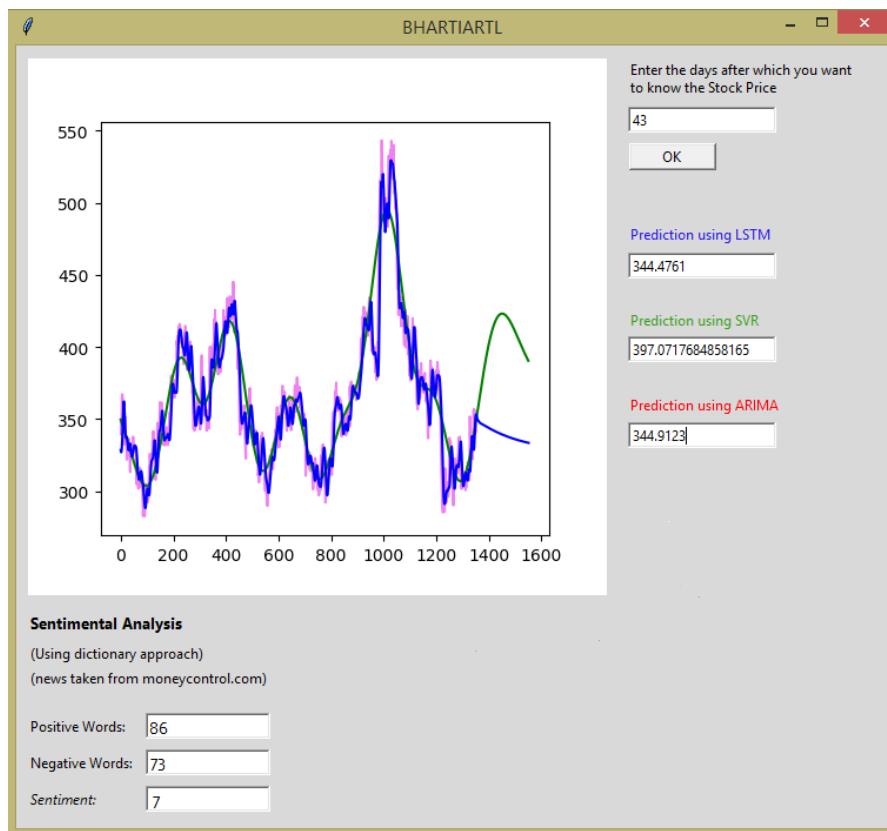 BHARTIARTL
550
500
450
400
350
300
0 200 400 600 800 1000 1200 1400 1600
Enter the days after which you want
to know the Stock Price
43
OK
Prediction using LSTM
344.4761
Prediction using SVR
397.0717684858165
Prediction using ARIMA
344.9123
Sentimental Analysis
(Using dictionary approach)
(news taken from moneycontrol.com)
Positive Words: 86
Negative Words: 73
Sentiment: 7